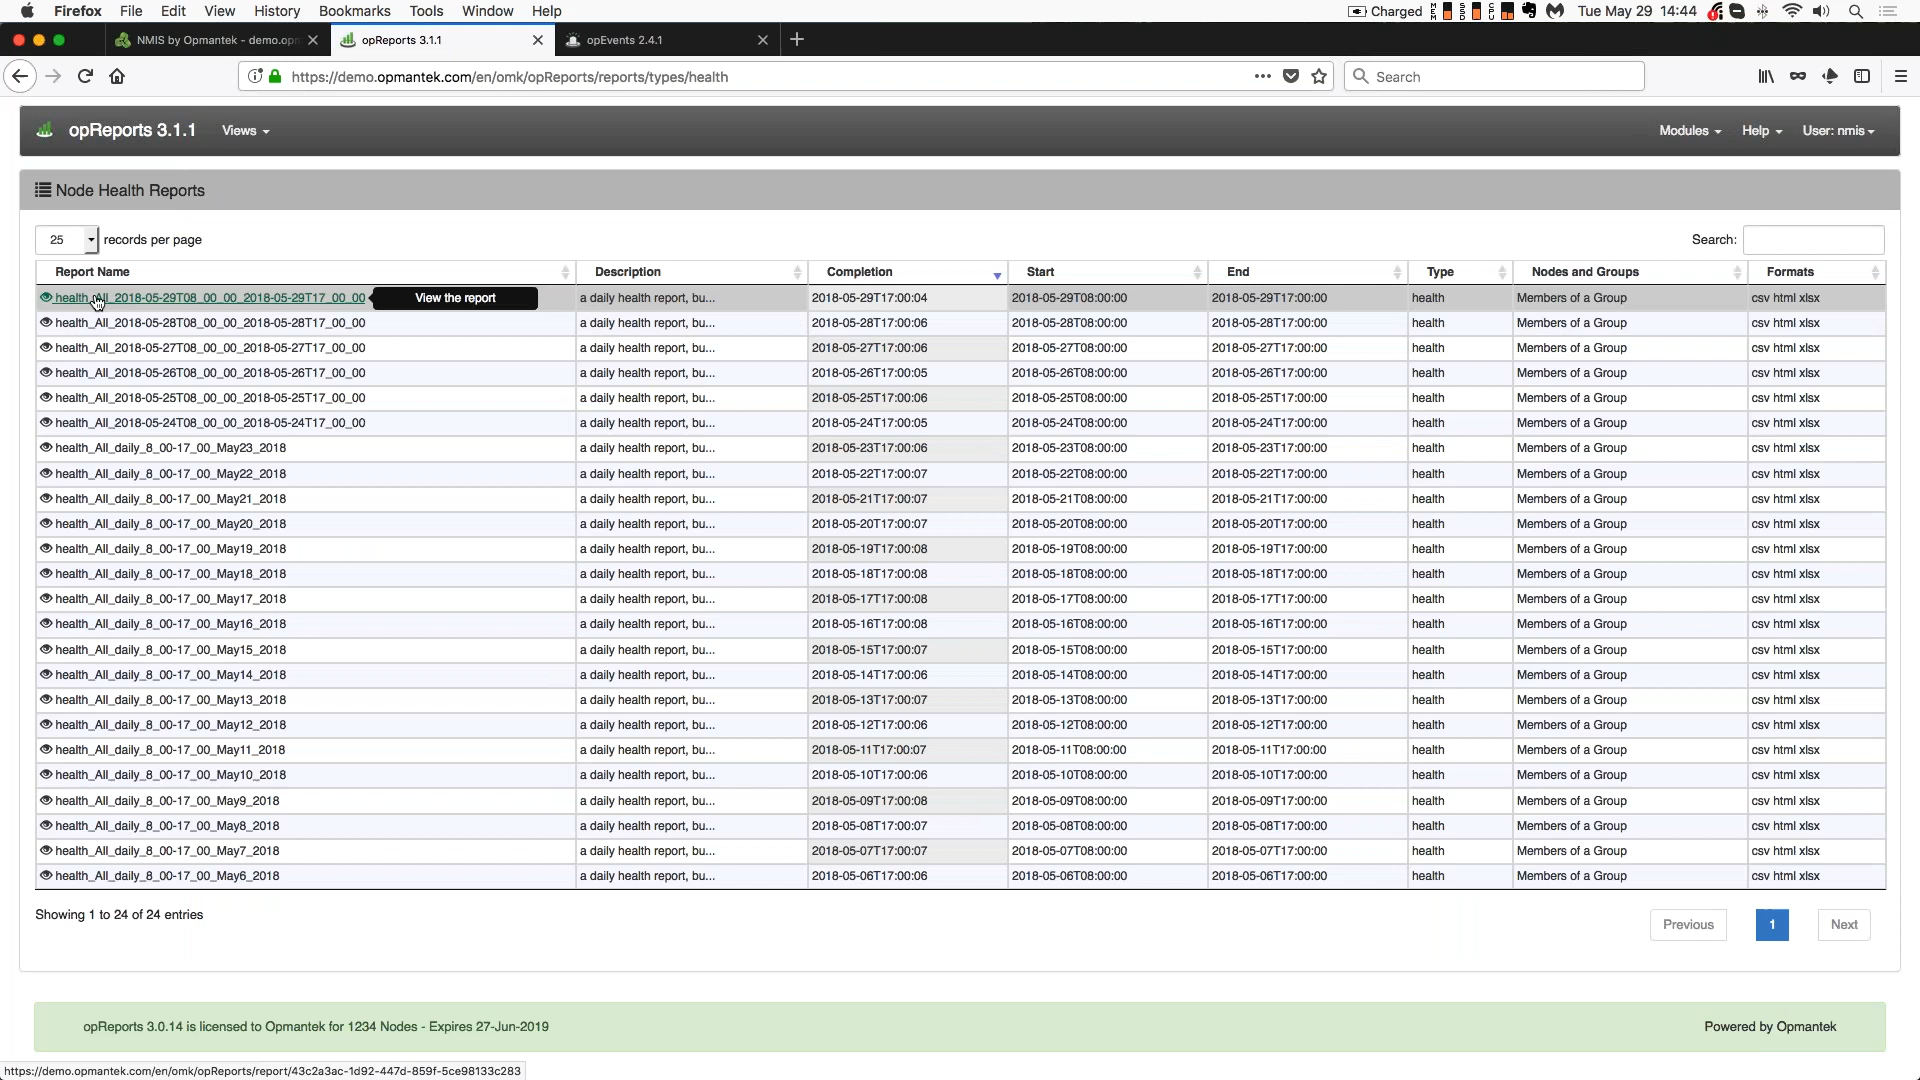 Firefox File Edit View History Bookmarks Tools Window Help Charged Tue May 29 14:44
NMIS by Opmantek - demo.opm
opReports 3.1.1
opEvents 2.4.1
https://demo.opmantek.com/en/omk/opReports/reports/types/health
Search
opReports 3.1.1 Views Modules Help User: nmis
Node Health Reports
25 records per page Search:
Report Name Description Completion Start End Type Nodes and Groups Formats
health_All_2018-05-29T08_00_00_2018-05-29T17_00_00 View the report a daily health report, bu... 2018-05-29T17:00:04 2018-05-29T08:00:00 2018-05-29T17:00:00 health Members of a Group csv html xlsx
health_All_2018-05-28T08_00_00_2018-05-28T17_00_00 a daily health report, bu... 2018-05-28T17:00:06 2018-05-28T08:00:00 2018-05-28T17:00:00 health Members of a Group csv html xlsx
health_All_2018-05-27T08_00_00_2018-05-27T17_00_00 a daily health report, bu... 2018-05-27T17:00:06 2018-05-27T08:00:00 2018-05-27T17:00:00 health Members of a Group csv html xlsx
health_All_2018-05-26T08_00_00_2018-05-26T17_00_00 a daily health report, bu... 2018-05-26T17:00:05 2018-05-26T08:00:00 2018-05-26T17:00:00 health Members of a Group csv html xlsx
health_All_2018-05-25T08_00_00_2018-05-25T17_00_00 a daily health report, bu... 2018-05-25T17:00:06 2018-05-25T08:00:00 2018-05-25T17:00:00 health Members of a Group csv html xlsx
health_All_2018-05-24T08_00_00_2018-05-24T17_00_00 a daily health report, bu... 2018-05-24T17:00:05 2018-05-24T08:00:00 2018-05-24T17:00:00 health Members of a Group csv html xlsx
health_All_daily_8_00-17_00_May23_2018 a daily health report, bu... 2018-05-23T17:00:06 2018-05-23T08:00:00 2018-05-23T17:00:00 health Members of a Group csv html xlsx
health_All_daily_8_00-17_00_May22_2018 a daily health report, bu... 2018-05-22T17:00:07 2018-05-22T08:00:00 2018-05-22T17:00:00 health Members of a Group csv html xlsx
health_All_daily_8_00-17_00_May21_2018 a daily health report, bu... 2018-05-21T17:00:07 2018-05-21T08:00:00 2018-05-21T17:00:00 health Members of a Group csv html xlsx
health_All_daily_8_00-17_00_May20_2018 a daily health report, bu... 2018-05-20T17:00:07 2018-05-20T08:00:00 2018-05-20T17:00:00 health Members of a Group csv html xlsx
health_All_daily_8_00-17_00_May19_2018 a daily health report, bu... 2018-05-19T17:00:08 2018-05-19T08:00:00 2018-05-19T17:00:00 health Members of a Group csv html xlsx
health_All_daily_8_00-17_00_May18_2018 a daily health report, bu... 2018-05-18T17:00:08 2018-05-18T08:00:00 2018-05-18T17:00:00 health Members of a Group csv html xlsx
health_All_daily_8_00-17_00_May17_2018 a daily health report, bu... 2018-05-17T17:00:08 2018-05-17T08:00:00 2018-05-17T17:00:00 health Members of a Group csv html xlsx
health_All_daily_8_00-17_00_May16_2018 a daily health report, bu... 2018-05-16T17:00:08 2018-05-16T08:00:00 2018-05-16T17:00:00 health Members of a Group csv html xlsx
health_All_daily_8_00-17_00_May15_2018 a daily health report, bu... 2018-05-15T17:00:07 2018-05-15T08:00:00 2018-05-15T17:00:00 health Members of a Group csv html xlsx
health_All_daily_8_00-17_00_May14_2018 a daily health report, bu... 2018-05-14T17:00:06 2018-05-14T08:00:00 2018-05-14T17:00:00 health Members of a Group csv html xlsx
health_All_daily_8_00-17_00_May13_2018 a daily health report, bu... 2018-05-13T17:00:07 2018-05-13T08:00:00 2018-05-13T17:00:00 health Members of a Group csv html xlsx
health_All_daily_8_00-17_00_May12_2018 a daily health report, bu... 2018-05-12T17:00:06 2018-05-12T08:00:00 2018-05-12T17:00:00 health Members of a Group csv html xlsx
health_All_daily_8_00-17_00_May11_2018 a daily health report, bu... 2018-05-11T17:00:07 2018-05-11T08:00:00 2018-05-11T17:00:00 health Members of a Group csv html xlsx
health_All_daily_8_00-17_00_May10_2018 a daily health report, bu... 2018-05-10T17:00:06 2018-05-10T08:00:00 2018-05-10T17:00:00 health Members of a Group csv html xlsx
health_All_daily_8_00-17_00_May9_2018 a daily health report, bu... 2018-05-09T17:00:08 2018-05-09T08:00:00 2018-05-09T17:00:00 health Members of a Group csv html xlsx
health_All_daily_8_00-17_00_May8_2018 a daily health report, bu... 2018-05-08T17:00:07 2018-05-08T08:00:00 2018-05-08T17:00:00 health Members of a Group csv html xlsx
health_All_daily_8_00-17_00_May7_2018 a daily health report, bu... 2018-05-07T17:00:07 2018-05-07T08:00:00 2018-05-07T17:00:00 health Members of a Group csv html xlsx
health_All_daily_8_00-17_00_May6_2018 a daily health report, bu... 2018-05-06T17:00:06 2018-05-06T08:00:00 2018-05-06T17:00:00 health Members of a Group csv html xlsx
Showing 1 to 24 of 24 entries
Previous 1 Next
opReports 3.0.14 is licensed to Opmantek for 1234 Nodes - Expires 27-Jun-2019 Powered by Opmantek
https://demo.opmantek.com/en/omk/opReports/report/43c2a3ac-1d92-447d-859f-5ce98133c283